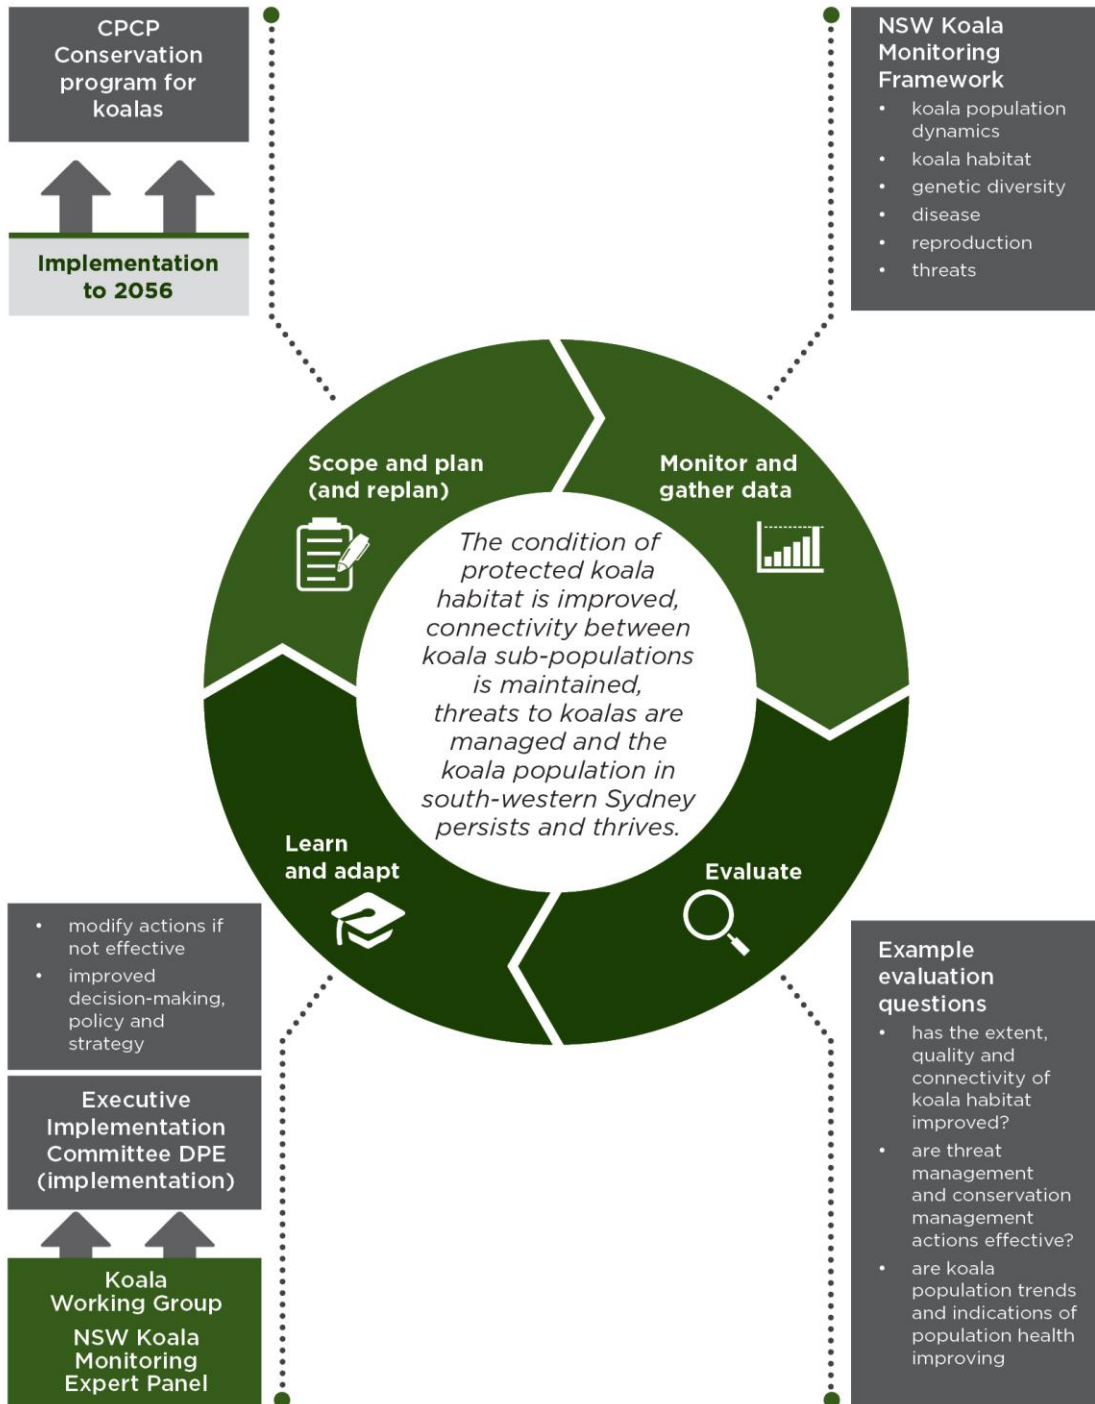 CPCP
Conservation
program for
koalas
Implementation
to 2056
NSW Koala
Monitoring
Framework
• koala population
dynamics
• koala habitat
• genetic diversity
• disease
• reproduction
• threats
Scope and plan
(and replan)
Monitor and
gather data
The condition of
protected koala
habitat is improved,
connectivity between
koala sub-populations
is maintained,
threats to koalas are
managed and the
koala population in
south-western Sydney
persists and thrives.
Learn
and adapt
Evaluate
• modify actions if
not effective
• improved
decision-making,
policy and
strategy
Executive
Implementation
Committee DPE
(implementation)
Koala
Working Group
NSW Koala
Monitoring
Expert Panel
Example
evaluation
questions
• has the extent,
quality and
connectivity of
koala habitat
improved?
• are threat
management
and conservation
management
actions effective?
• are koala
population trends
and indications of
population health
improving